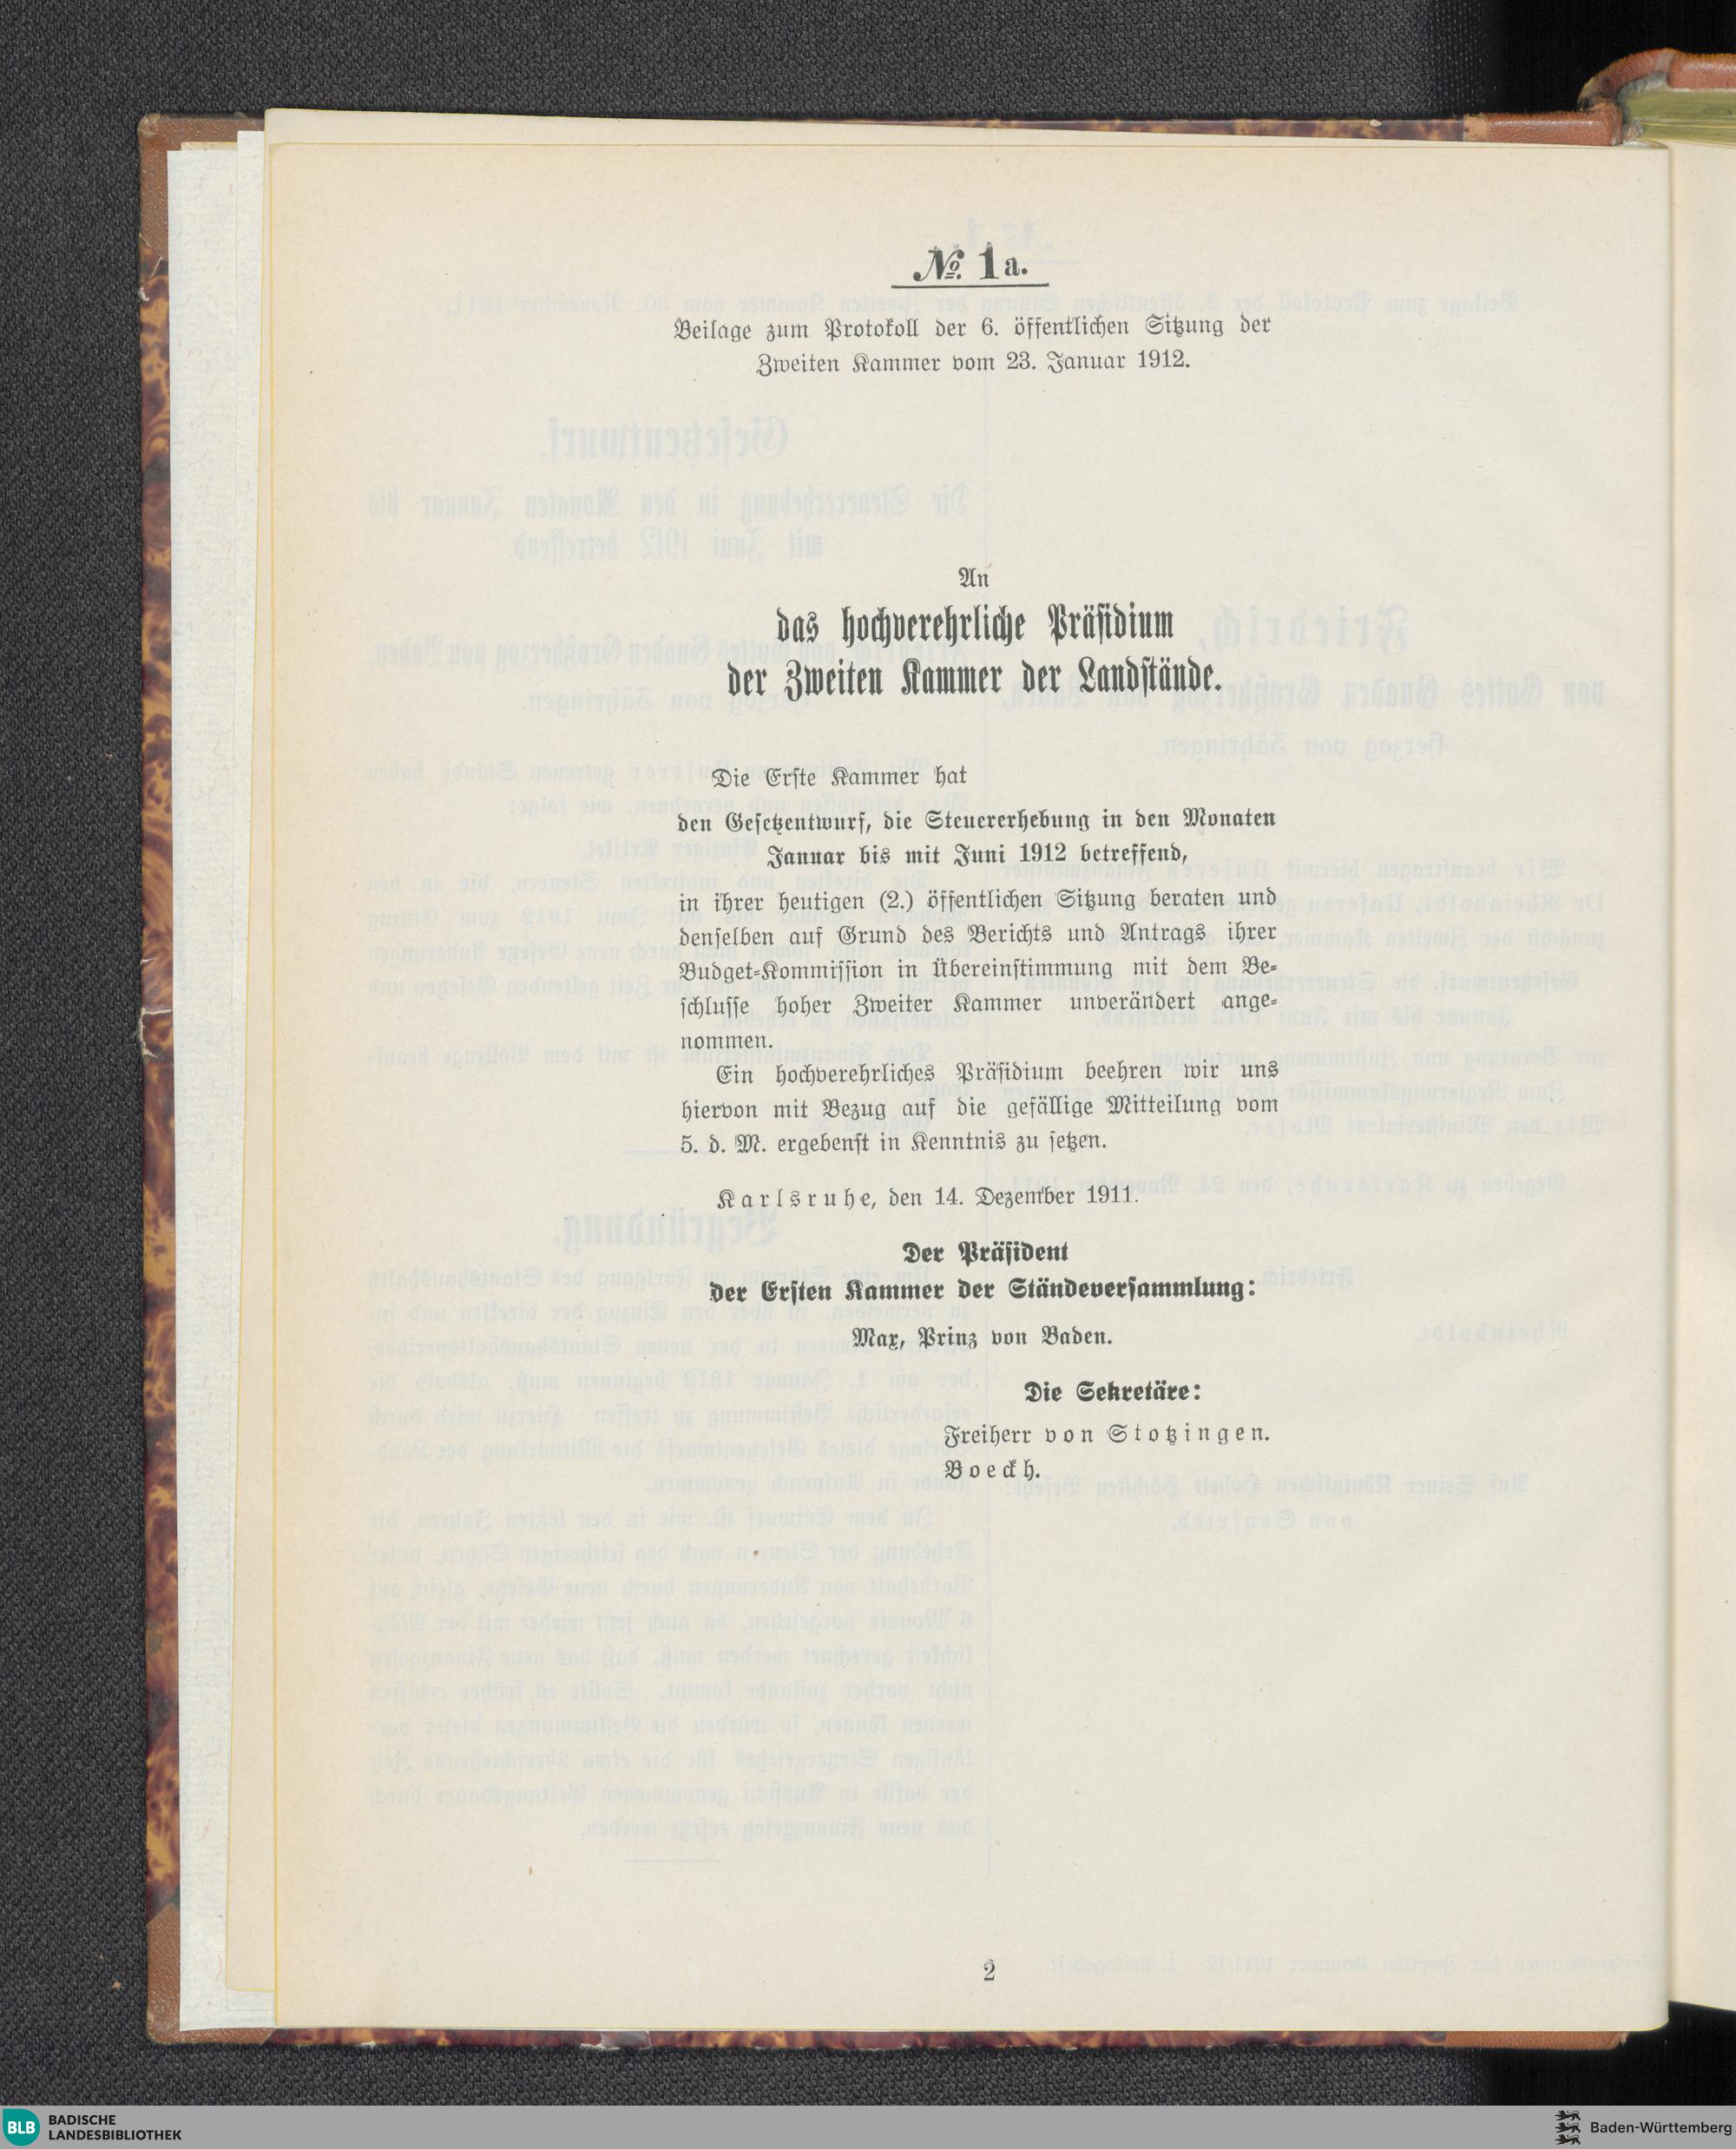 № 1a.
Beilage zum Protokoll der 6. öffentlichen Sitzung der
Zweiten Kammer vom 23. Januar 1912.
An
das hochverehrliche Präsidium
der Zweiten Kammer der Landstände.
Die Erste Kammer hat
den Gesetzentwurf, die Steuererhebung in den Monaten
Januar bis mit Juni 1912 betreffend,
in ihrer heutigen (2.) öffentlichen Sitzung beraten und
denselben auf Grund des Berichts und Antrags ihrer
Budget-Kommission in Übereinstimmung mit dem Be-
schlusse hoher Zweiter Kammer unverändert ange-
nommen.
Ein hochverehrliches Präsidium beehren wir uns
hiervon mit Bezug auf die gefällige Mitteilung vom
5. d. M. ergebenst in Kenntnis zu setzen.
Karlsruhe, den 14. Dezember 1911.
Der Präsident
der Ersten Kammer der Ständeversammlung:
Max, Prinz von Baden.
Die Sekretäre:
Freiherr von Stotzingen.
Boeckh.
2
BLB BADISCHE
LANDESBIBLIOTHEK
Baden-Württemberg